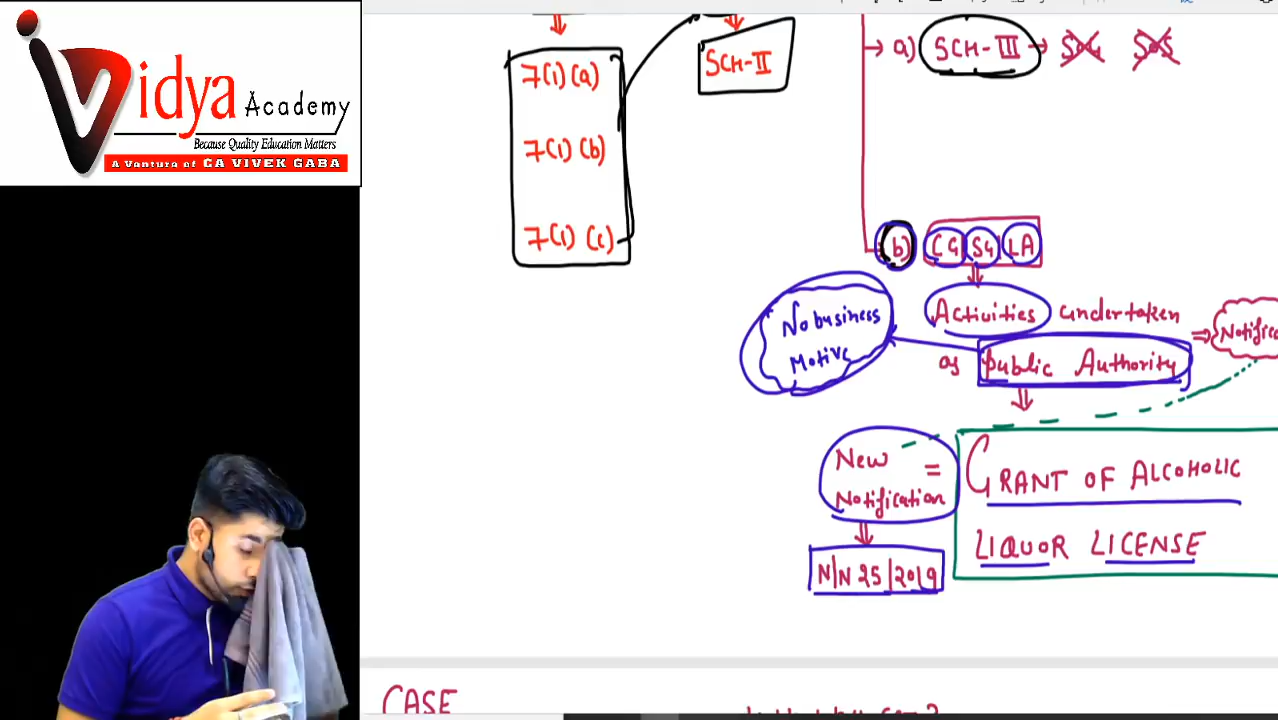 Vidya Academy
Because Quality Education Matters
A Ventura of CA VIVEK GABA
7(1)(a)
7(1)(b)
7(1)(c)
SCH-II
a) SCH-III
b) CG SG LA
Activities undertaken
as public Authority
No business
Motive
New
Notification
=
GRANT OF ALCOHOLIC
LIQUOR LICENSE
N/N 25/2019
CASE